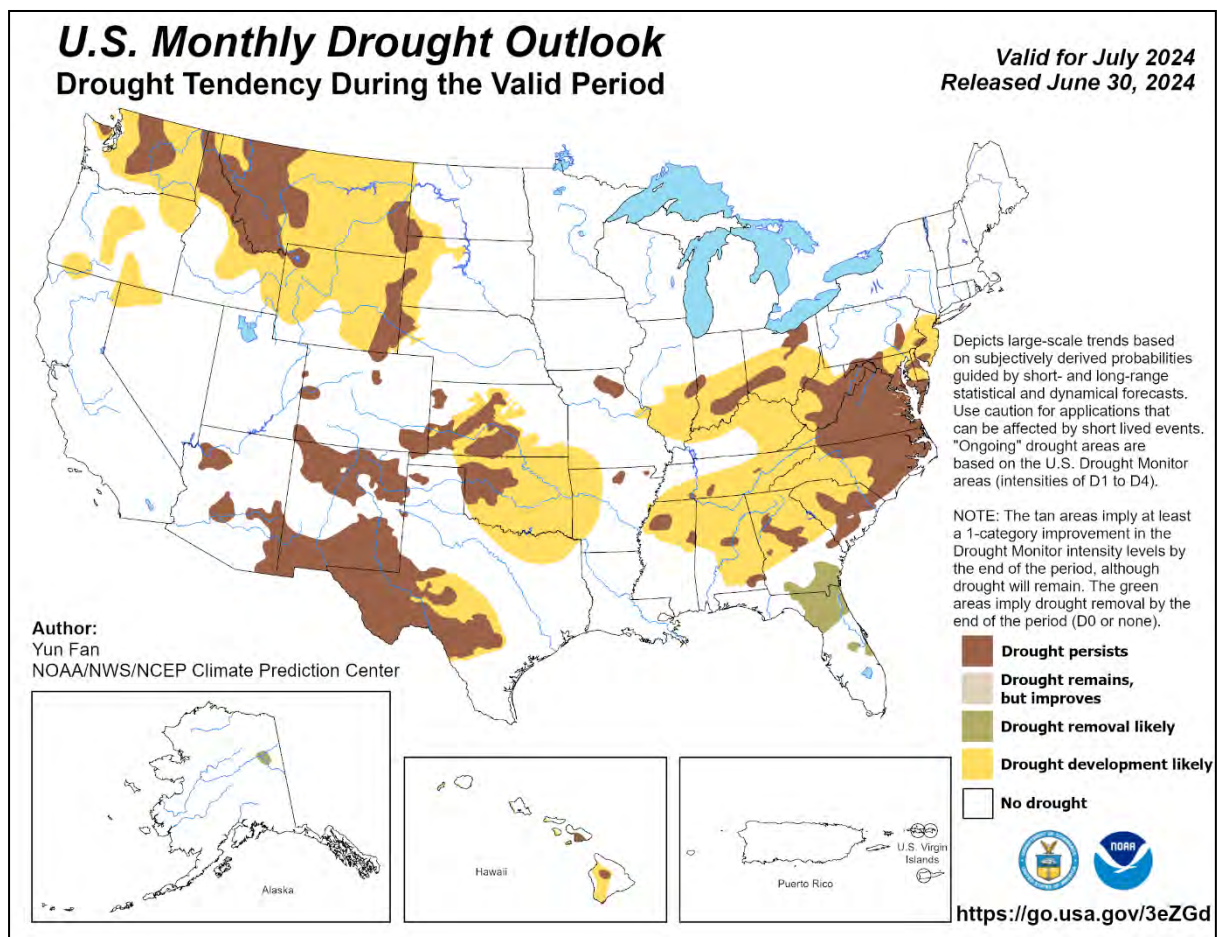 U.S. Monthly Drought Outlook
Drought Tendency During the Valid Period
Valid for July 2024
Released June 30, 2024
Depicts large-scale trends based
on subjectively derived probabilities
guided by short- and long-range
statistical and dynamical forecasts.
Use caution for applications that
can be affected by short lived events.
"Ongoing" drought areas are
based on the U.S. Drought Monitor
areas (intensities of D1 to D4).
NOTE: The tan areas imply at least
a 1-category improvement in the
Drought Monitor intensity levels by
the end of the period, although
drought will remain. The green
areas imply drought removal by the
end of the period (D0 or none).
Author:
Yun Fan
NOAA/NWS/NCEP Climate Prediction Center
Drought persists
Drought remains,
but improves
Drought removal likely
Drought development likely
No drought
Alaska
Hawaii
Puerto Rico
U.S. Virgin
Islands
NOAA
https://go.usa.gov/3eZGd